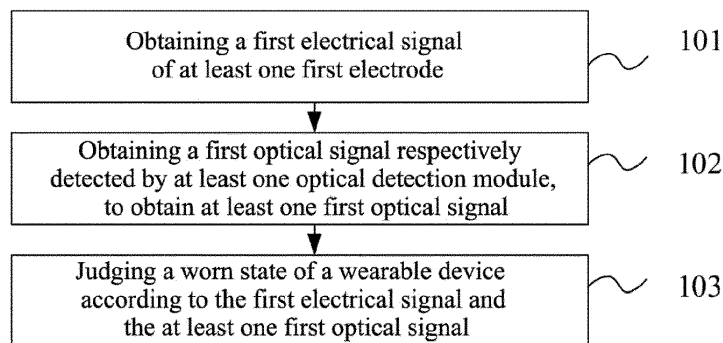 Obtaining a first electrical signal
of at least one first electrode
101
Obtaining a first optical signal respectively
detected by at least one optical detection module,
to obtain at least one first optical signal
102
Judging a worn state of a wearable device
according to the first electrical signal and
the at least one first optical signal
103